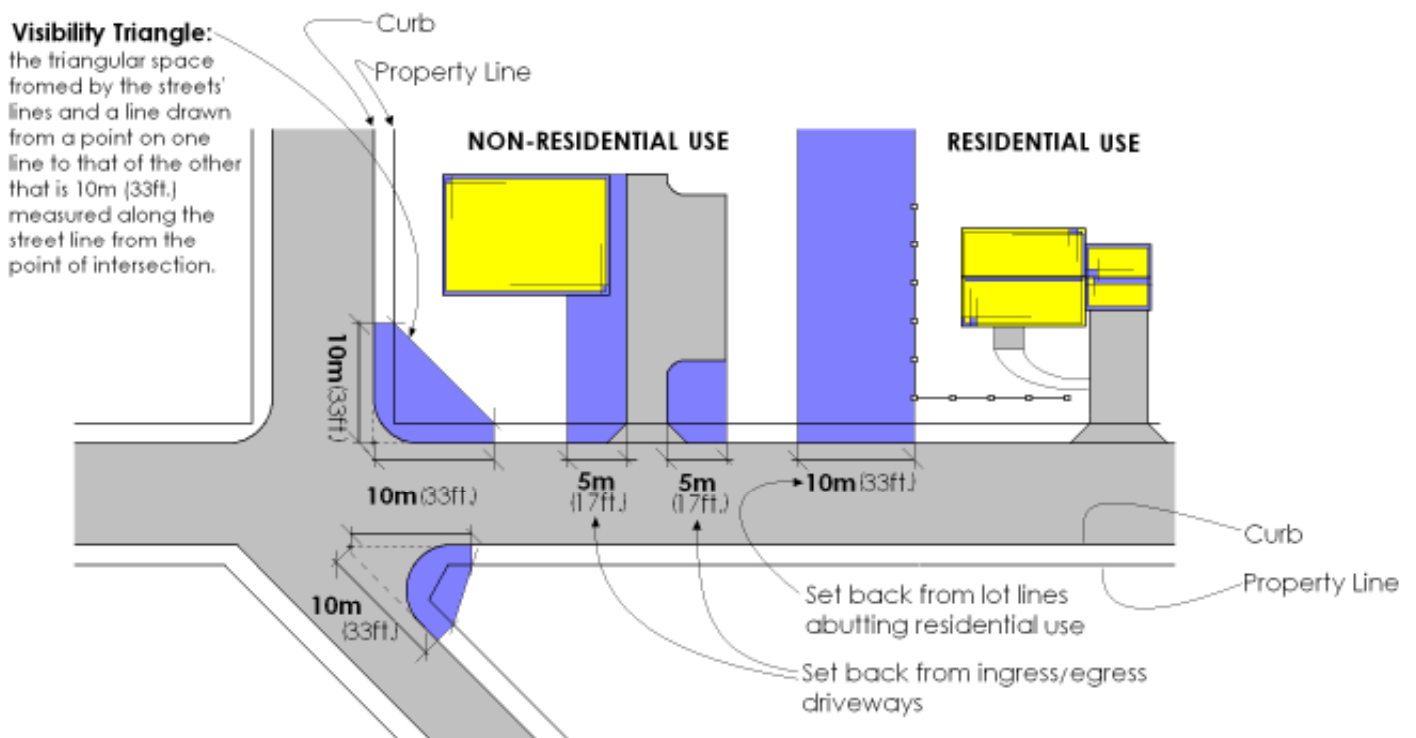 Visibility Triangle:
the triangular space
fromed by the streets'
lines and a line drawn
from a point on one
line to that of the other
that is 10m (33ft.)
measured along the
street line from the
point of intersection.
Curb
Property Line
NON-RESIDENTIAL USE
RESIDENTIAL USE
10m (33ft.)
10m (33ft.)
5m
(17ft.)
5m
(17ft.)
10m (33ft.)
10m
(33ft.)
Curb
Property Line
Set back from lot lines
abutting residential use
Set back from ingress/egress
driveways